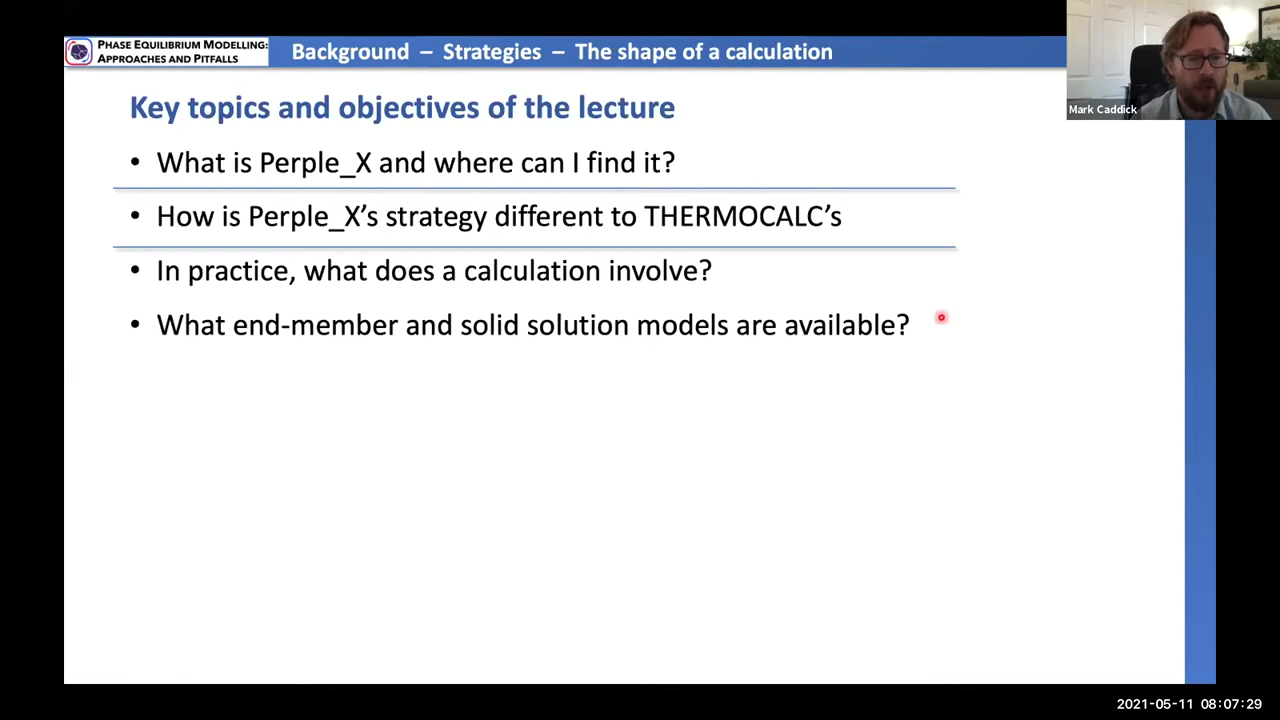 PHASE EQUILIBRIUM MODELLING:
APPROACHES AND PITFALLS
Background – Strategies – The shape of a calculation
Mark Caddick
Key topics and objectives of the lecture
• What is Perple_X and where can I find it?
• How is Perple_X’s strategy different to THERMOCALC’s
• In practice, what does a calculation involve?
• What end-member and solid solution models are available?
2021-05-11 08:07:29